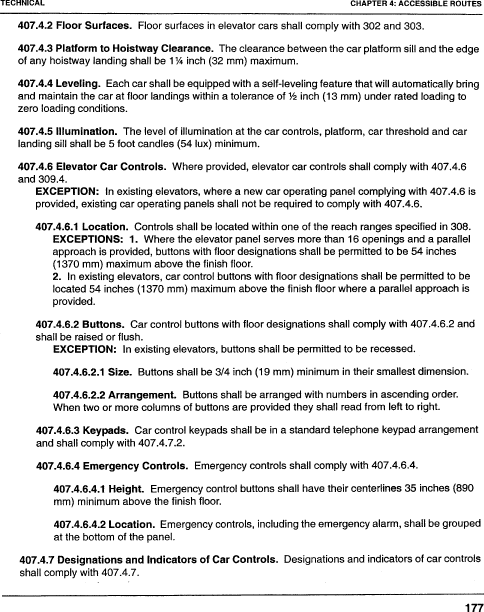 TECHNICAL
CHAPTER 4: ACCESSIBLE ROUTES
407.4.2 Floor Surfaces. Floor surfaces in elevator cars shall comply with 302 and 303.
407.4.3 Platform to Hoistway Clearance. The clearance between the car platform sill and the edge
of any hoistway landing shall be 1¼ inch (32 mm) maximum.
407.4.4 Leveling. Each car shall be equipped with a self-leveling feature that will automatically bring
and maintain the car at floor landings within a tolerance of ½ inch (13 mm) under rated loading to
zero loading conditions.
407.4.5 Illumination. The level of illumination at the car controls, platform, car threshold and car
landing sill shall be 5 foot candles (54 lux) minimum.
407.4.6 Elevator Car Controls. Where provided, elevator car controls shall comply with 407.4.6
and 309.4.
EXCEPTION: In existing elevators, where a new car operating panel complying with 407.4.6 is
provided, existing car operating panels shall not be required to comply with 407.4.6.
407.4.6.1 Location. Controls shall be located within one of the reach ranges specified in 308.
EXCEPTIONS: 1. Where the elevator panel serves more than 16 openings and a parallel
approach is provided, buttons with floor designations shall be permitted to be 54 inches
(1370 mm) maximum above the finish floor.
2. In existing elevators, car control buttons with floor designations shall be permitted to be
located 54 inches (1370 mm) maximum above the finish floor where a parallel approach is
provided.
407.4.6.2 Buttons. Car control buttons with floor designations shall comply with 407.4.6.2 and
shall be raised or flush.
EXCEPTION: In existing elevators, buttons shall be permitted to be recessed.
407.4.6.2.1 Size. Buttons shall be 3/4 inch (19 mm) minimum in their smallest dimension.
407.4.6.2.2 Arrangement. Buttons shall be arranged with numbers in ascending order.
When two or more columns of buttons are provided they shall read from left to right.
407.4.6.3 Keypads. Car control keypads shall be in a standard telephone keypad arrangement
and shall comply with 407.4.7.2.
407.4.6.4 Emergency Controls. Emergency controls shall comply with 407.4.6.4.
407.4.6.4.1 Height. Emergency control buttons shall have their centerlines 35 inches (890
mm) minimum above the finish floor.
407.4.6.4.2 Location. Emergency controls, including the emergency alarm, shall be grouped
at the bottom of the panel.
407.4.7 Designations and Indicators of Car Controls. Designations and indicators of car controls
shall comply with 407.4.7.
177